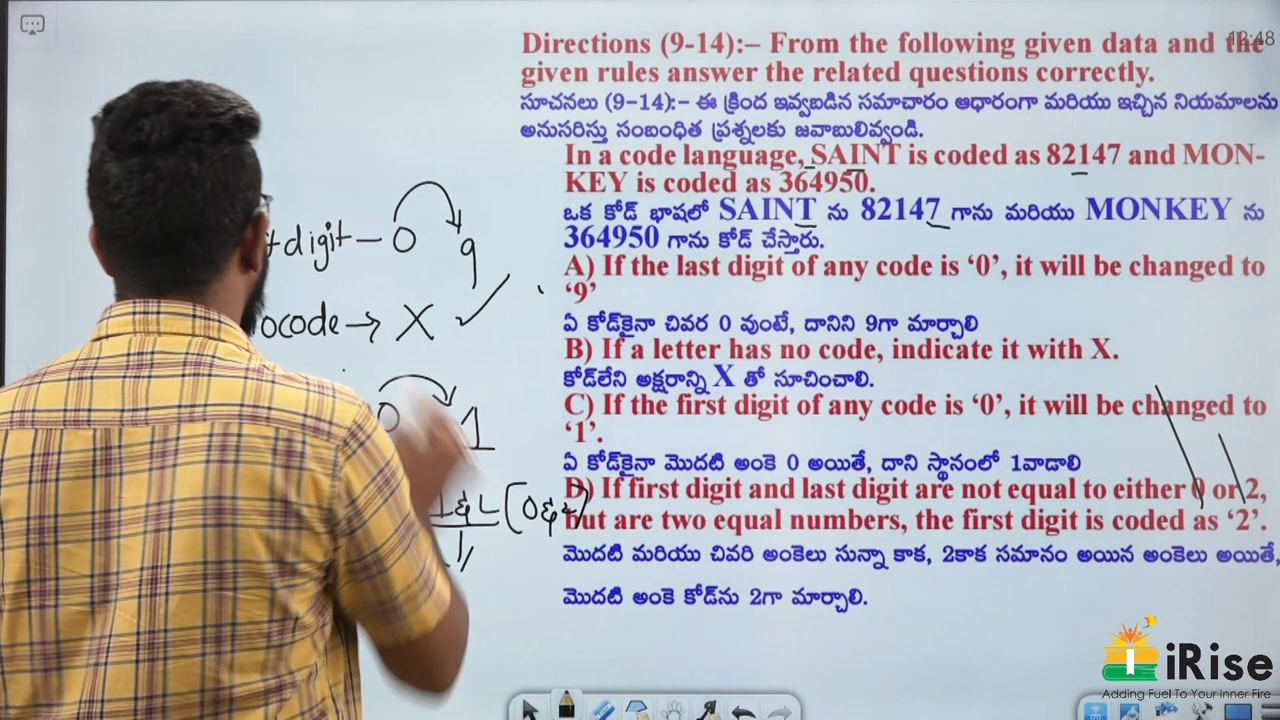 12:48
Directions (9-14):– From the following given data and the
given rules answer the related questions correctly.
సూచనలు (9-14):- ఈ క్రింద ఇవ్వబడిన సమాచారం ఆధారంగా మరియు ఇచ్చిన నియమాలను
అనుసరిస్తు సంబంధిత ప్రశ్నలకు జవాబులివ్వండి.
In a code language, SAINT is coded as 82147 and MON-
KEY is coded as 364950.
ఒక కోడ్ భాషలో SAINT ను 82147 గాను మరియు MONKEY ను
364950 గాను కోడ్ చేస్తారు.
A) If the last digit of any code is ‘0’, it will be changed to
‘9’
ఏ కోడ్‌కైనా చివర 0 వుంటే, దానిని 9గా మార్చాలి
B) If a letter has no code, indicate it with X.
కోడ్‌లేని అక్షరాన్ని X తో సూచించాలి.
C) If the first digit of any code is ‘0’, it will be changed to
‘1’.
ఏ కోడ్‌కైనా మొదటి అంకె 0 అయితే, దాని స్థానంలో 1వాడాలి
D) If first digit and last digit are not equal to either 0 or 2,
but are two equal numbers, the first digit is coded as ‘2’.
మొదటి మరియు చివరి అంకెలు సున్నా కాక, 2కాక సమానం అయిన అంకెలు అయితే,
మొదటి అంకె కోడ్‌ను 2గా మార్చాలి.
digit – 0 9
ocode → X ✓
0 1
L (0 &
iRise
Adding Fuel To Your Inner Fire